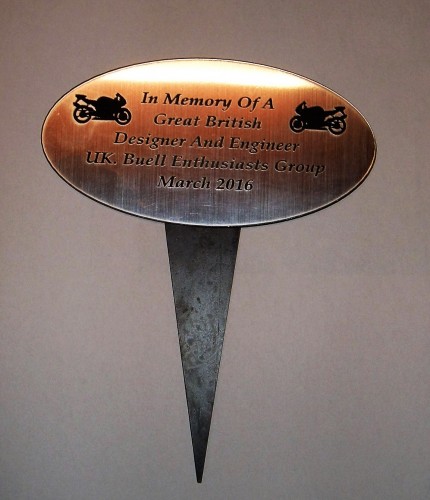 In Memory Of A
Great British
Designer And Engineer
UK. Buell Enthusiasts Group
March 2016